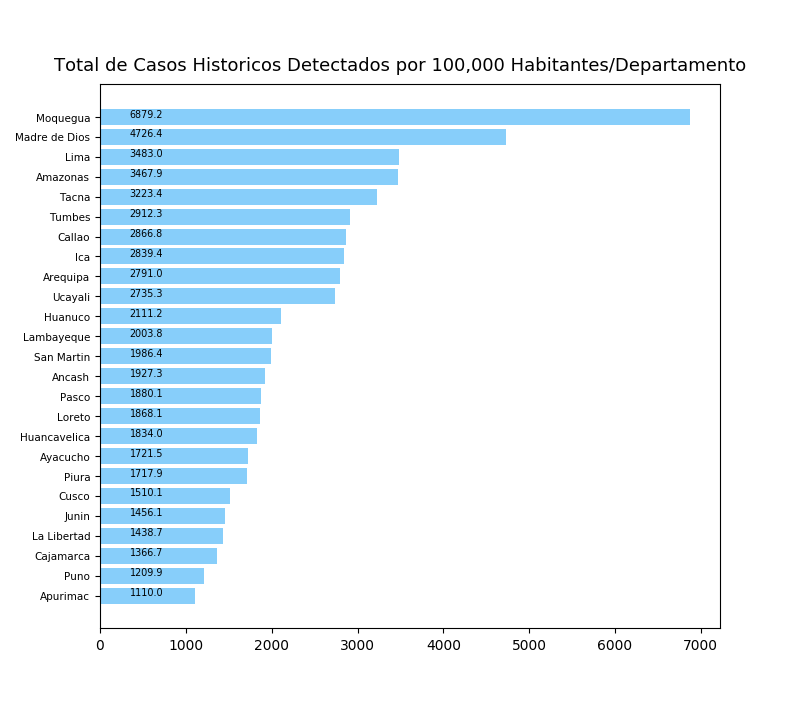 Total de Casos Historicos Detectados por 100,000 Habitantes/Departamento
Moquegua 6879.2
Madre de Dios 4726.4
Lima 3483.0
Amazonas 3467.9
Tacna 3223.4
Tumbes 2912.3
Callao 2866.8
Ica 2839.4
Arequipa 2791.0
Ucayali 2735.3
Huanuco 2111.2
Lambayeque 2003.8
San Martin 1986.4
Ancash 1927.3
Pasco 1880.1
Loreto 1868.1
Huancavelica 1834.0
Ayacucho 1721.5
Piura 1717.9
Cusco 1510.1
Junin 1456.1
La Libertad 1438.7
Cajamarca 1366.7
Puno 1209.9
Apurimac 1110.0
0 1000 2000 3000 4000 5000 6000 7000